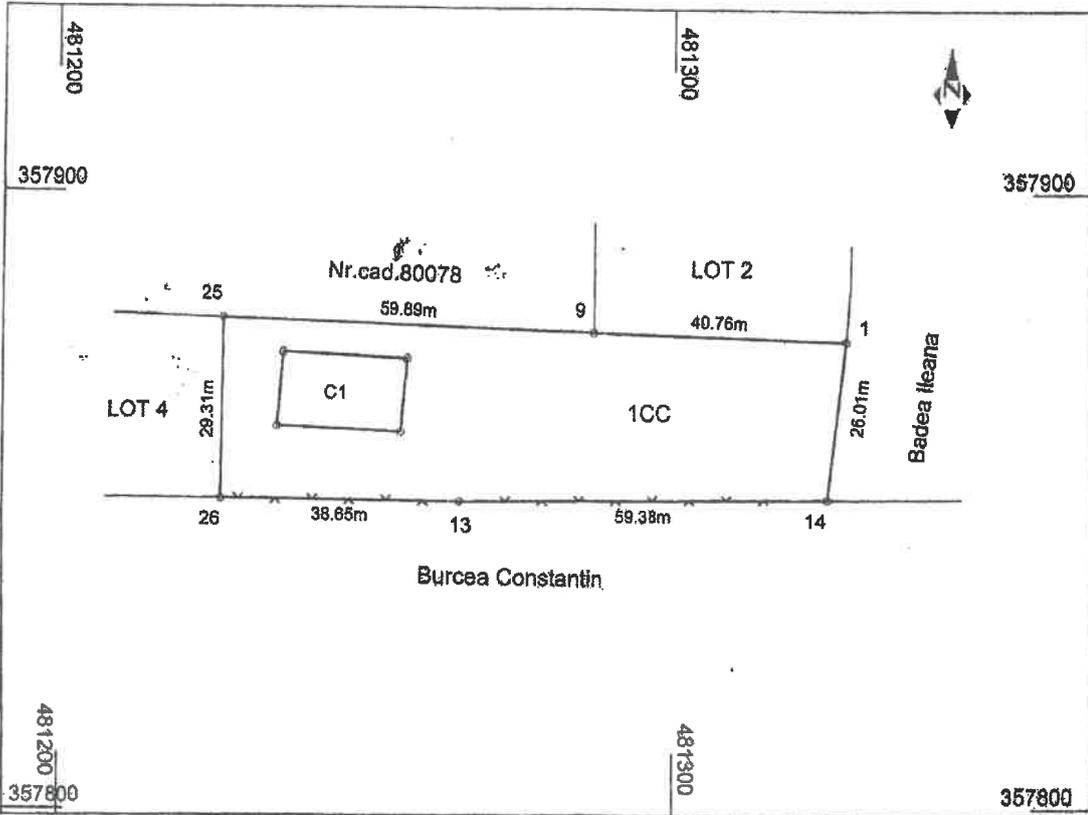 481200
481300
N
357900
357900
Nr.cad.80078
LOT 2
25
59.89m
9
40.76m
1
C1
LOT 4
29.31m
1CC
26.01m
Badea Ileana
26
38.65m
13
59.38m
14
Burcea Constantin
481200
481300
357800
357800